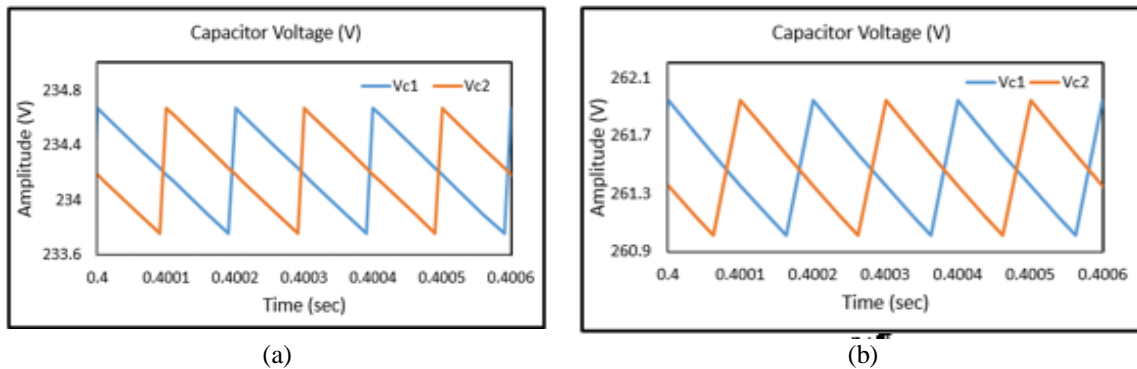 Capacitor Voltage (V)
Vc1 Vc2
Amplitude (V)
234.8
234.4
234
233.6
0.4 0.4001 0.4002 0.4003 0.4004 0.4005 0.4006
Time (sec)
(a)
Capacitor Voltage (V)
Vc1 Vc2
Amplitude (V)
262.1
261.7
261.3
260.9
0.4 0.4001 0.4002 0.4003 0.4004 0.4005 0.4006
Time (sec)
(b)